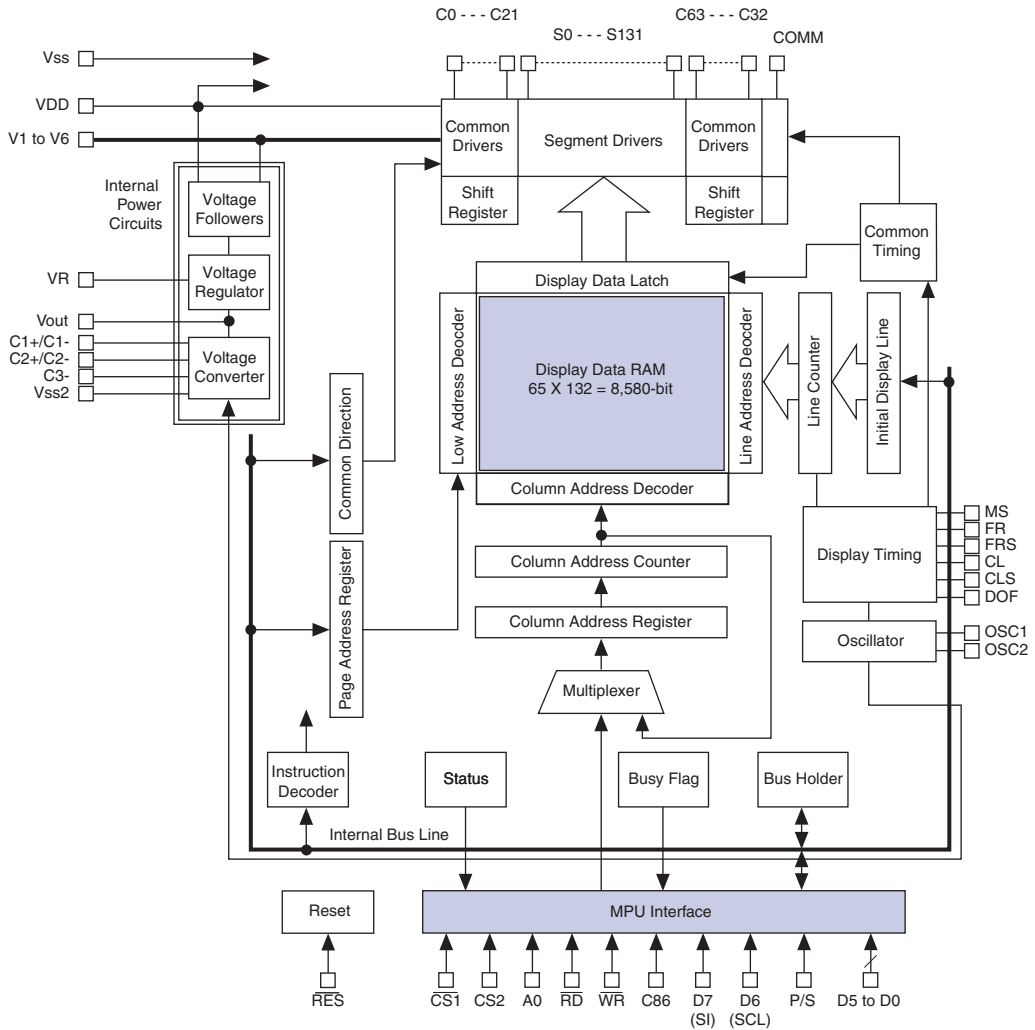 C0 - - - C21
C63 - - - C32
S0 - - - S131
COMM
Vss
VDD
V1 to V6
Common
Drivers
Segment Drivers
Common
Drivers
Shift
Register
Shift
Register
Internal
Power
Circuits
Voltage
Followers
VR
Voltage
Regulator
Vout
C1+/C1-
C2+/C2-
C3-
Vss2
Voltage
Converter
Common
Timing
Display Data Latch
Low Address Deocder
Display Data RAM
65 X 132 = 8,580-bit
Line Address Deocder
Line Counter
Initial Display Line
Column Address Decoder
Common Direction
Page Address Register
Column Address Counter
Column Address Register
Multiplexer
Display Timing
MS
FR
FRS
CL
CLS
DOF
Oscillator
OSC1
OSC2
Instruction
Decoder
Status
Busy Flag
Bus Holder
Internal Bus Line
Reset
MPU Interface
RES
CS1
CS2
A0
RD
WR
C86
D7
(SI)
D6
(SCL)
P/S
D5 to D0